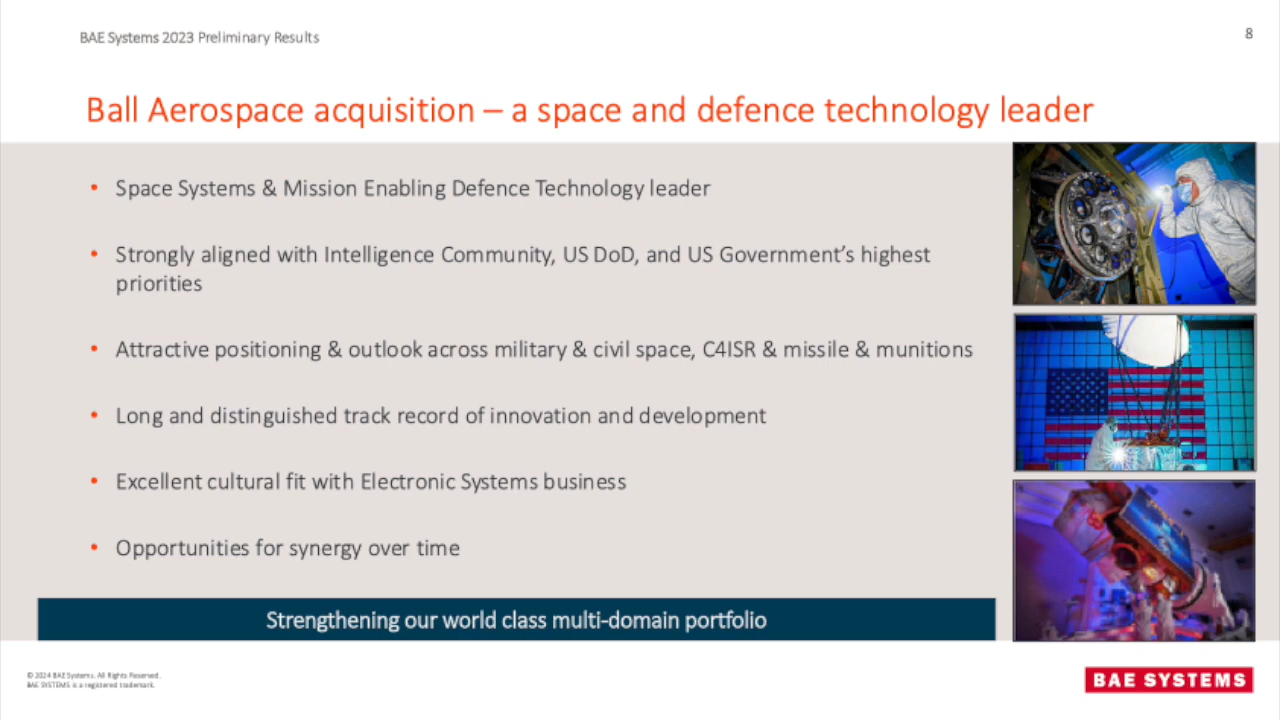 BAE Systems 2023 Preliminary Results
8
Ball Aerospace acquisition – a space and defence technology leader
• Space Systems & Mission Enabling Defence Technology leader
• Strongly aligned with Intelligence Community, US DoD, and US Government’s highest
priorities
• Attractive positioning & outlook across military & civil space, C4ISR & missile & munitions
• Long and distinguished track record of innovation and development
• Excellent cultural fit with Electronic Systems business
• Opportunities for synergy over time
Strengthening our world class multi-domain portfolio
© 2024 BAE Systems. All Rights Reserved.
BAE SYSTEMS is a registered trademark.
BAE SYSTEMS